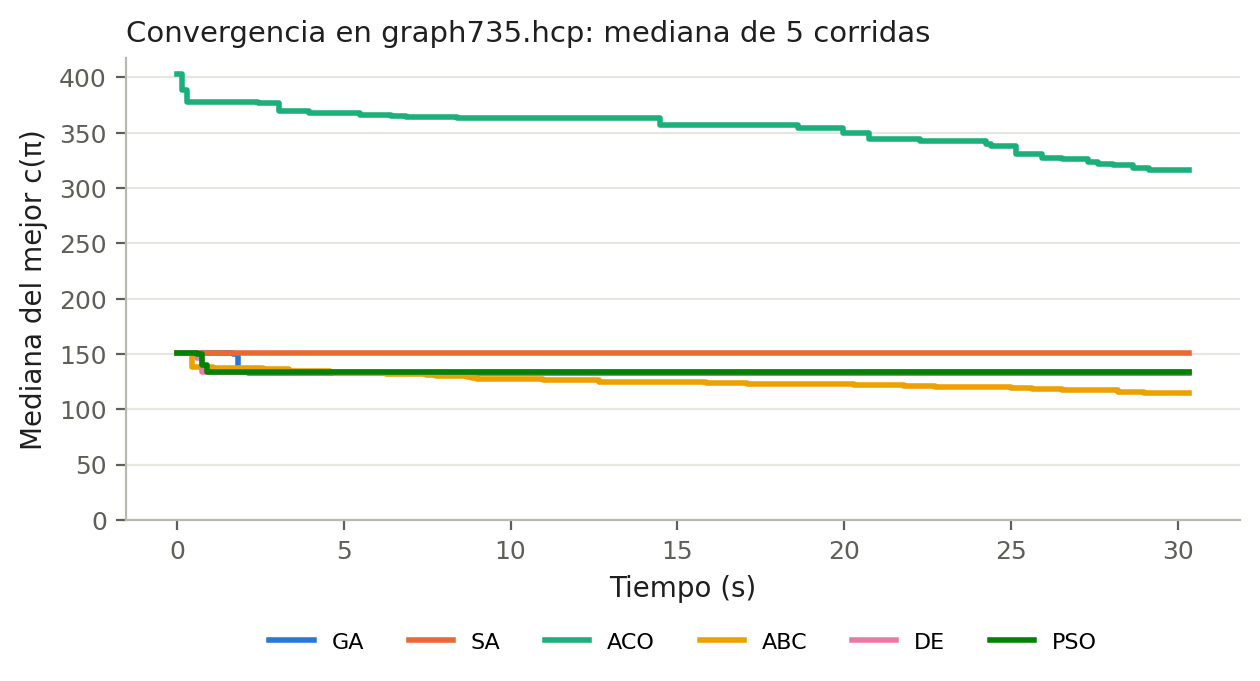 Convergencia en graph735.hcp: mediana de 5 corridas
Mediana del mejor c(π)
400
350
300
250
200
150
100
50
0
0 5 10 15 20 25 30
Tiempo (s)
GA SA ACO ABC DE PSO